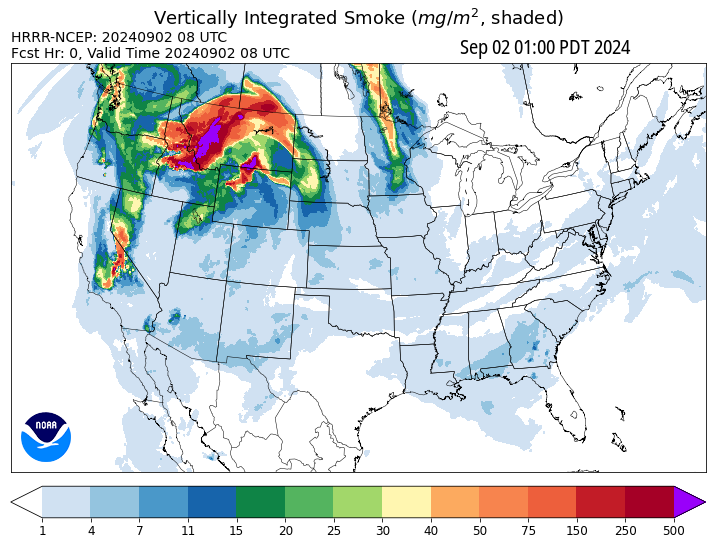 Vertically Integrated Smoke (mg/m², shaded)
HRRR-NCEP: 20240902 08 UTC
Fcst Hr: 0, Valid Time 20240902 08 UTC
Sep 02 01:00 PDT 2024
NOAA
1 4 7 11 15 20 25 30 40 50 75 150 250 500